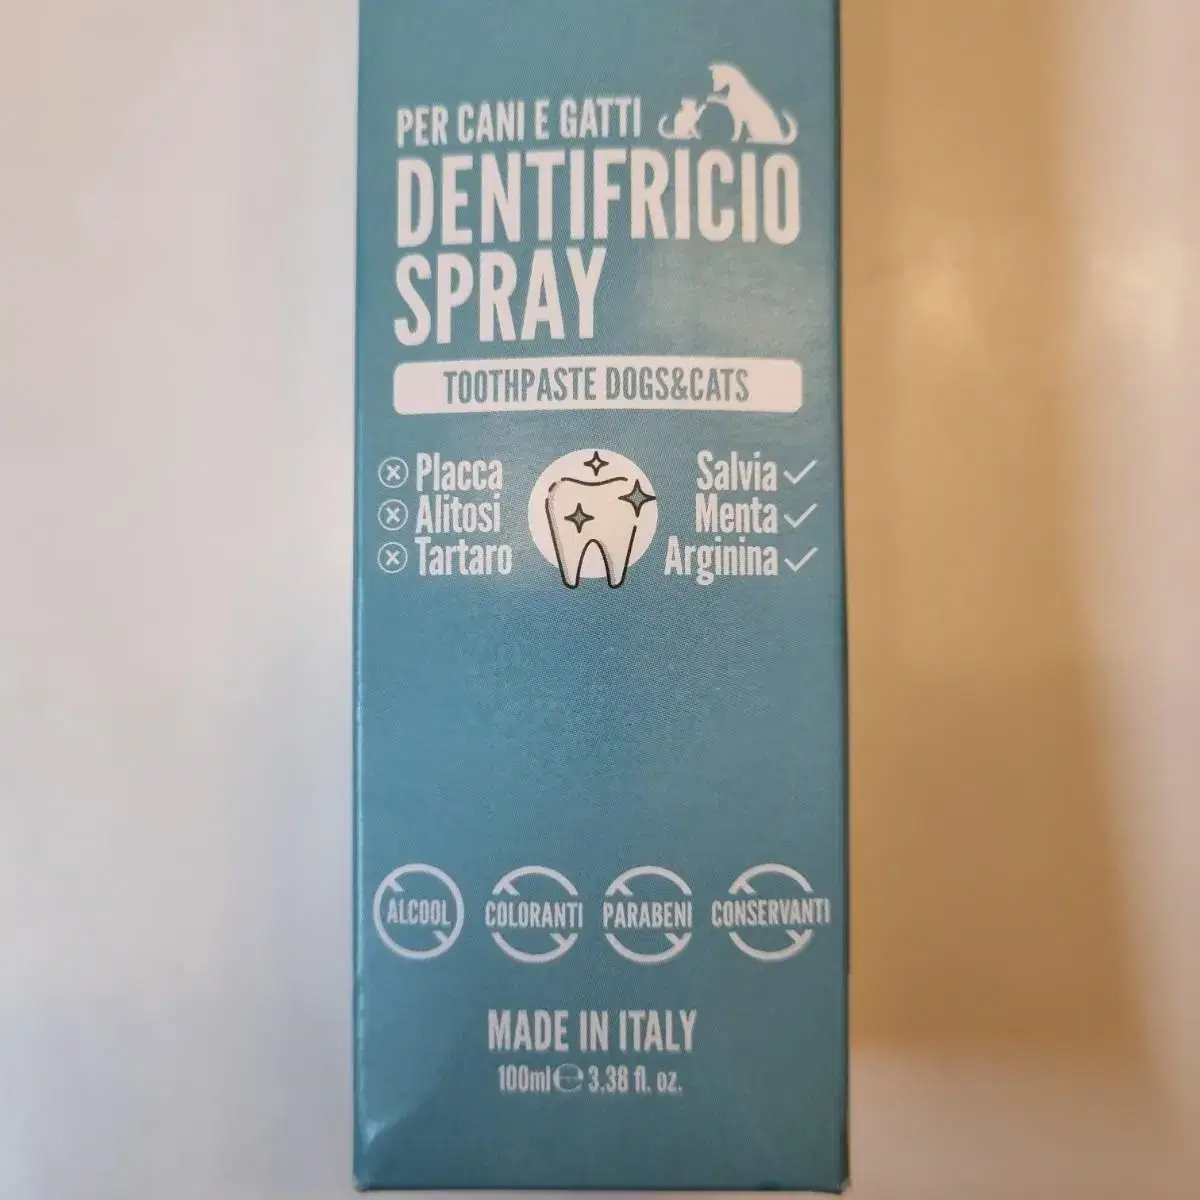 PER CANI E GATTI
DENTIFRICIO
SPRAY
TOOTHPASTE DOGS&CATS
Placca
Alitosi
Tartaro
Salvia
Menta
Arginina
ALCOOL COLORANTI PARABENI CONSERVANTI
MADE IN ITALY
100ml ℮ 3.38 fl. oz.